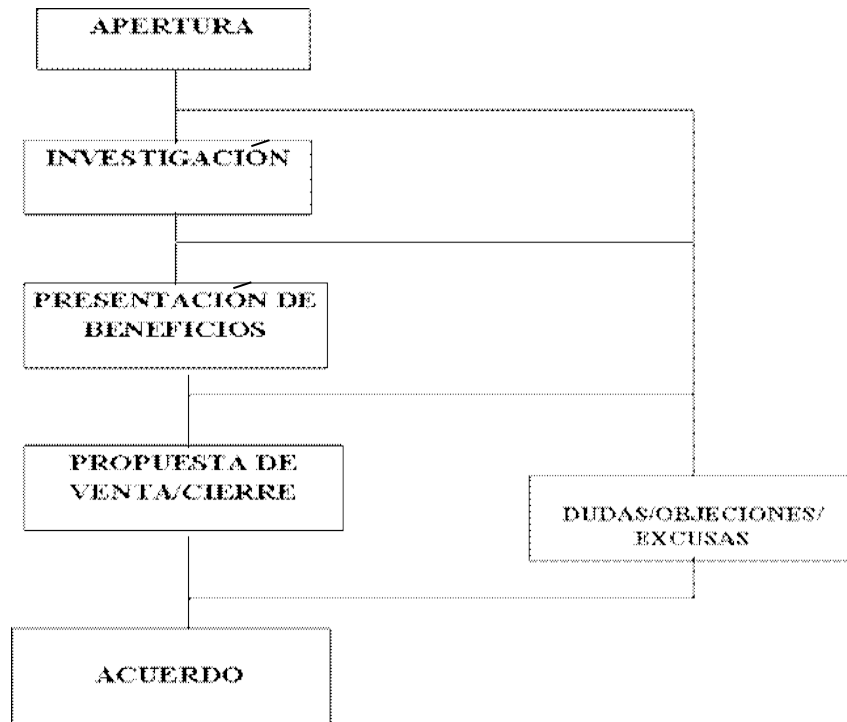 APERTURA
INVESTIGACIÓN
PRESENTACIÓN DE
BENEFICIOS
PROPUESTA DE
VENTA/CIERRE
DUDAS/OBJECIONES/
EXCUSAS
ACUERDO